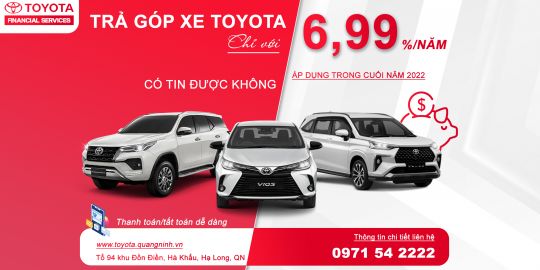 TOYOTA
FINANCIAL SERVICES
TRẢ GÓP XE TOYOTA
Chỉ với
6,99 %/NĂM
ÁP DỤNG TRONG CUỐI NĂM 2022
CÓ TIN ĐƯỢC KHÔNG
$
VIOS
Thanh toán/tất toán dễ dàng
www.toyota.quangninh.vn
Tổ 94 khu Đồn Điền, Hà Khẩu, Hạ Long, QN
Thông tin chi tiết liên hệ
0971 54 2222